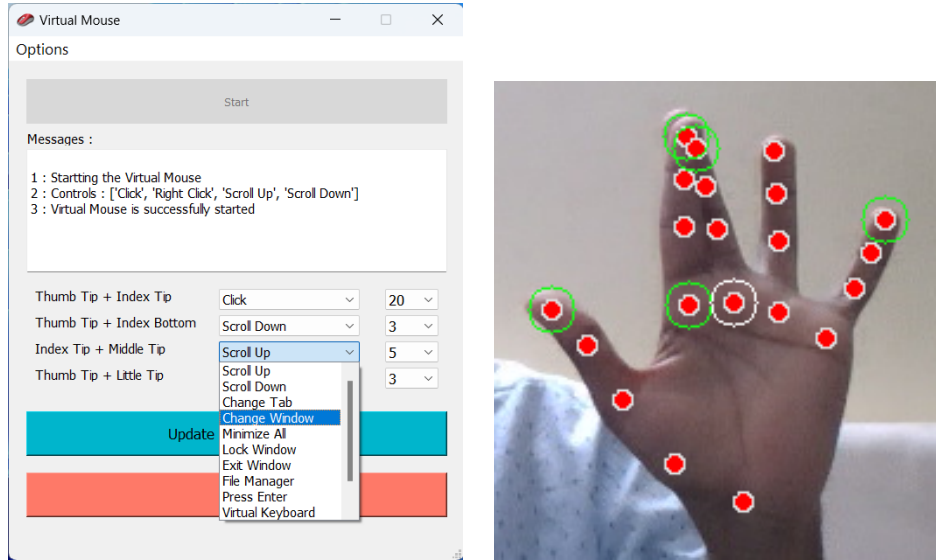 Virtual Mouse
Options
Start
Messages :
1 : Startting the Virtual Mouse
2 : Controls : ['Click', 'Right Click', 'Scroll Up', 'Scroll Down']
3 : Virtual Mouse is successfully started
Thumb Tip + Index Tip Click 20
Thumb Tip + Index Bottom Scroll Down 3
Index Tip + Middle Tip Scroll Up 5
Thumb Tip + Little Tip 3
Scroll Up
Scroll Down
Change Tab
Change Window
Minimize All
Update
Lock Window
Exit Window
File Manager
Press Enter
Virtual Keyboard